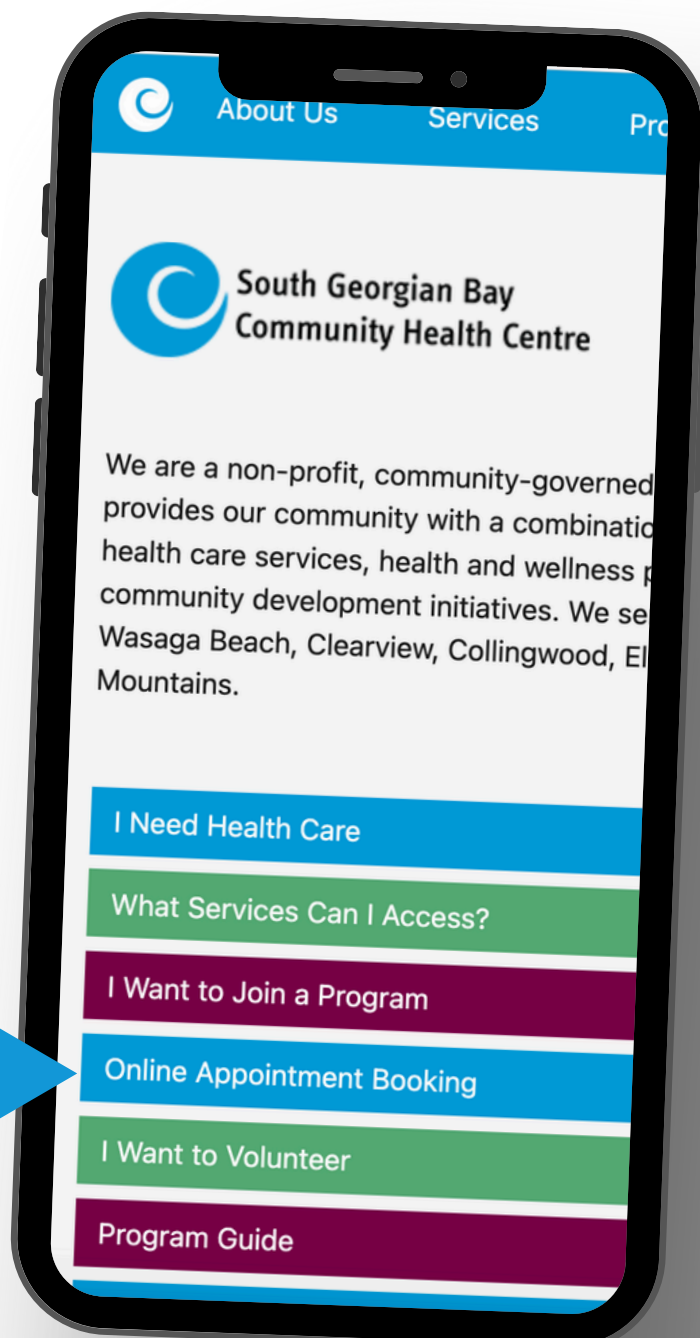 About Us Services
South Georgian Bay
Community Health Centre
We are a non-profit, community-governed
provides our community with a
health care services, health and wellness
community development initiatives. We
Wasaga Beach, Clearview, Collingwood,
Mountains.
I Need Health Care
What Services Can I Access?
I Want to Join a Program
Online Appointment Booking
I Want to Volunteer
Program Guide